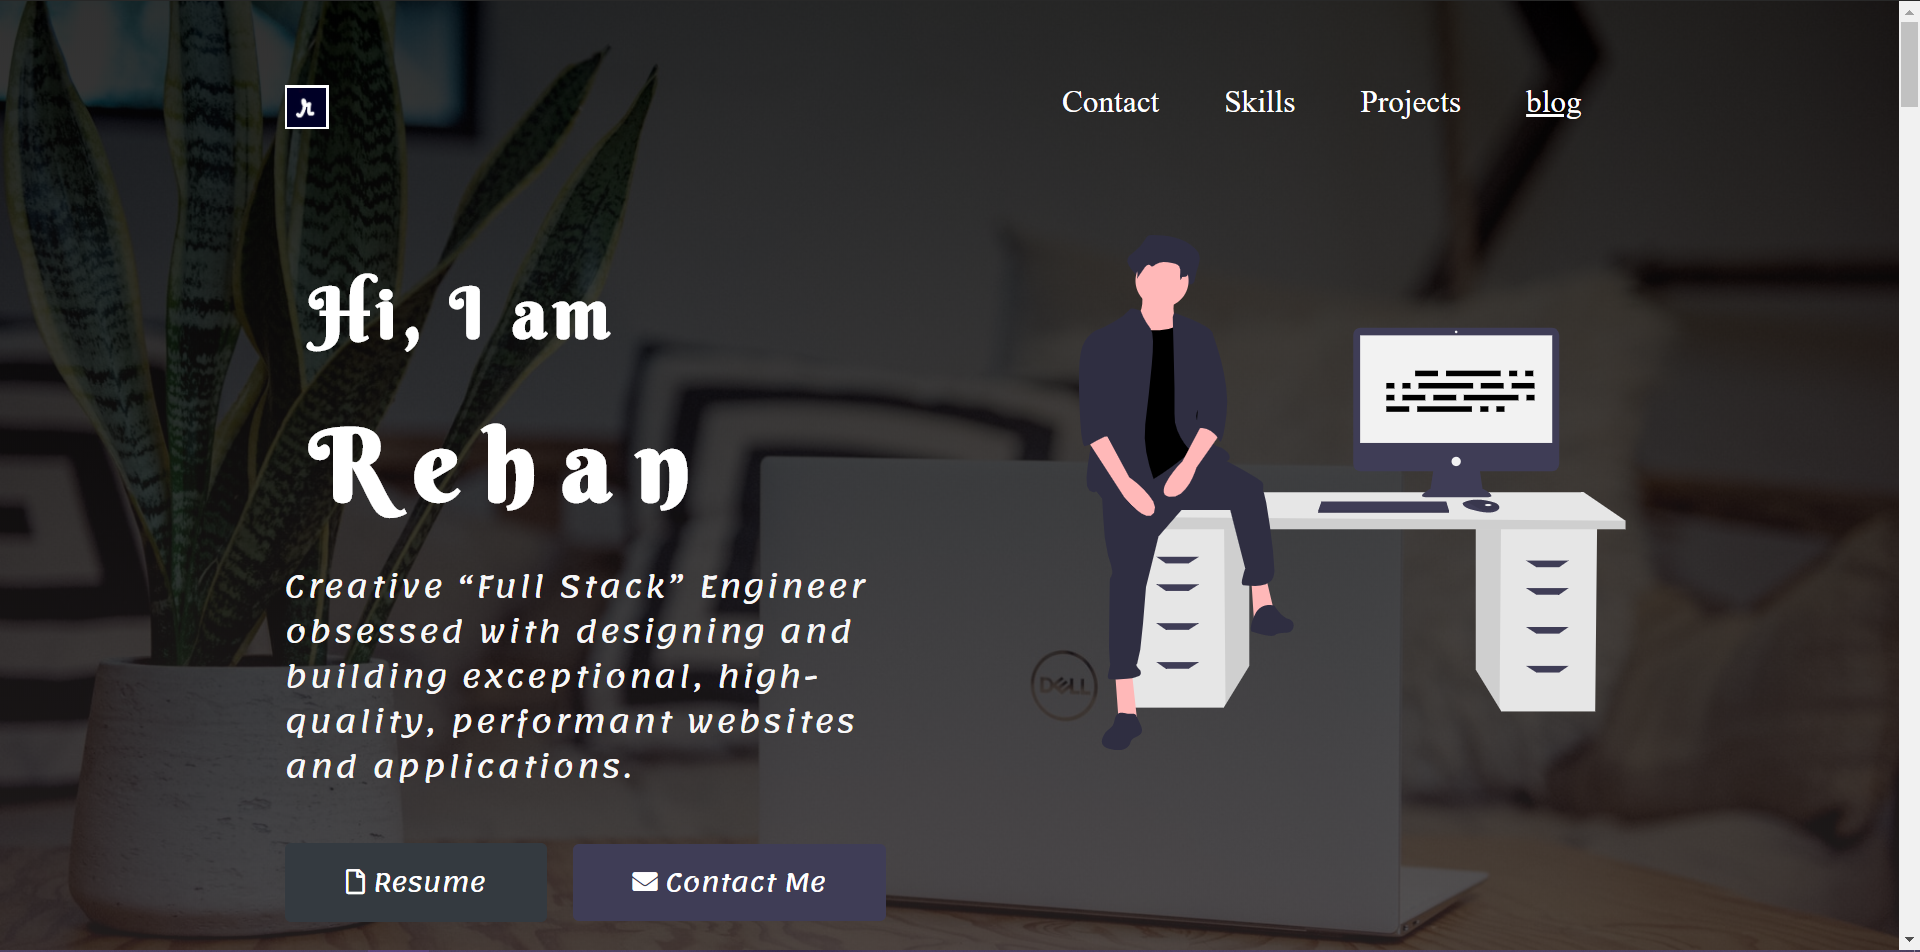 Contact Skills Projects blog
Hi, I am
Rehan
Creative “Full Stack” Engineer
obsessed with designing and
building exceptional, high-
quality, performant websites
and applications.
DELL
Resume Contact Me